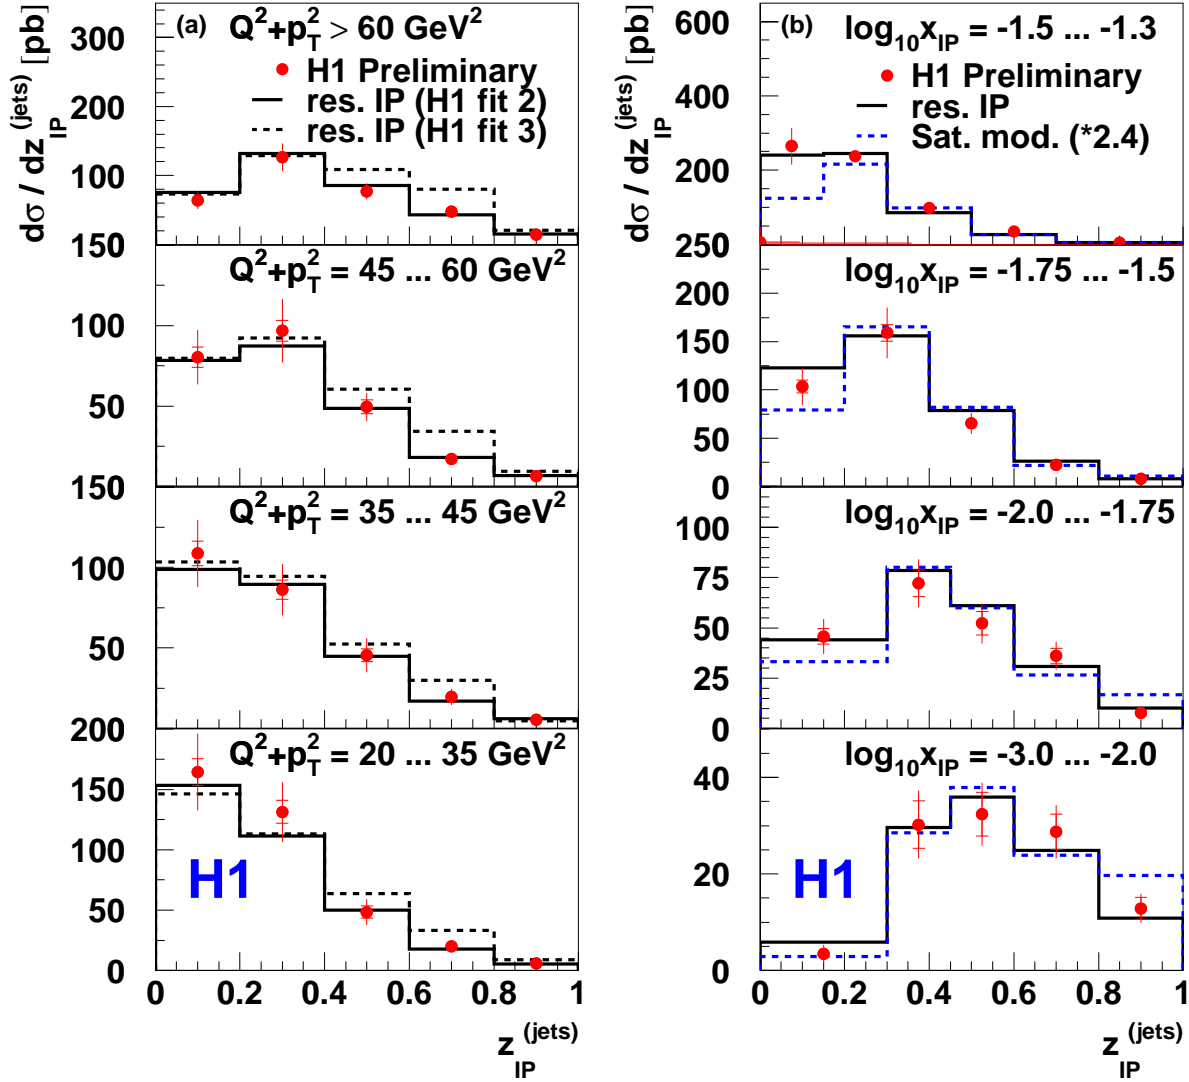 (a) Q²+p_T² > 60 GeV²
H1 Preliminary
res. IP (H1 fit 2)
res. IP (H1 fit 3)
dσ / dz_IP^(jets) [pb]
300
200
100
150
Q²+p_T² = 45 ... 60 GeV²
100
50
150
Q²+p_T² = 35 ... 45 GeV²
100
50
200
Q²+p_T² = 20 ... 35 GeV²
150
100
H1
50
0
0 0.2 0.4 0.6 0.8 1
z_IP^(jets)
(b) log₁₀x_IP = -1.5 ... -1.3
H1 Preliminary
res. IP
Sat. mod. (*2.4)
dσ / dz_IP^(jets) [pb]
600
400
200
250
log₁₀x_IP = -1.75 ... -1.5
200
150
100
50
0
log₁₀x_IP = -2.0 ... -1.75
100
75
50
25
0
log₁₀x_IP = -3.0 ... -2.0
40
20
H1
0
0 0.2 0.4 0.6 0.8 1
z_IP^(jets)